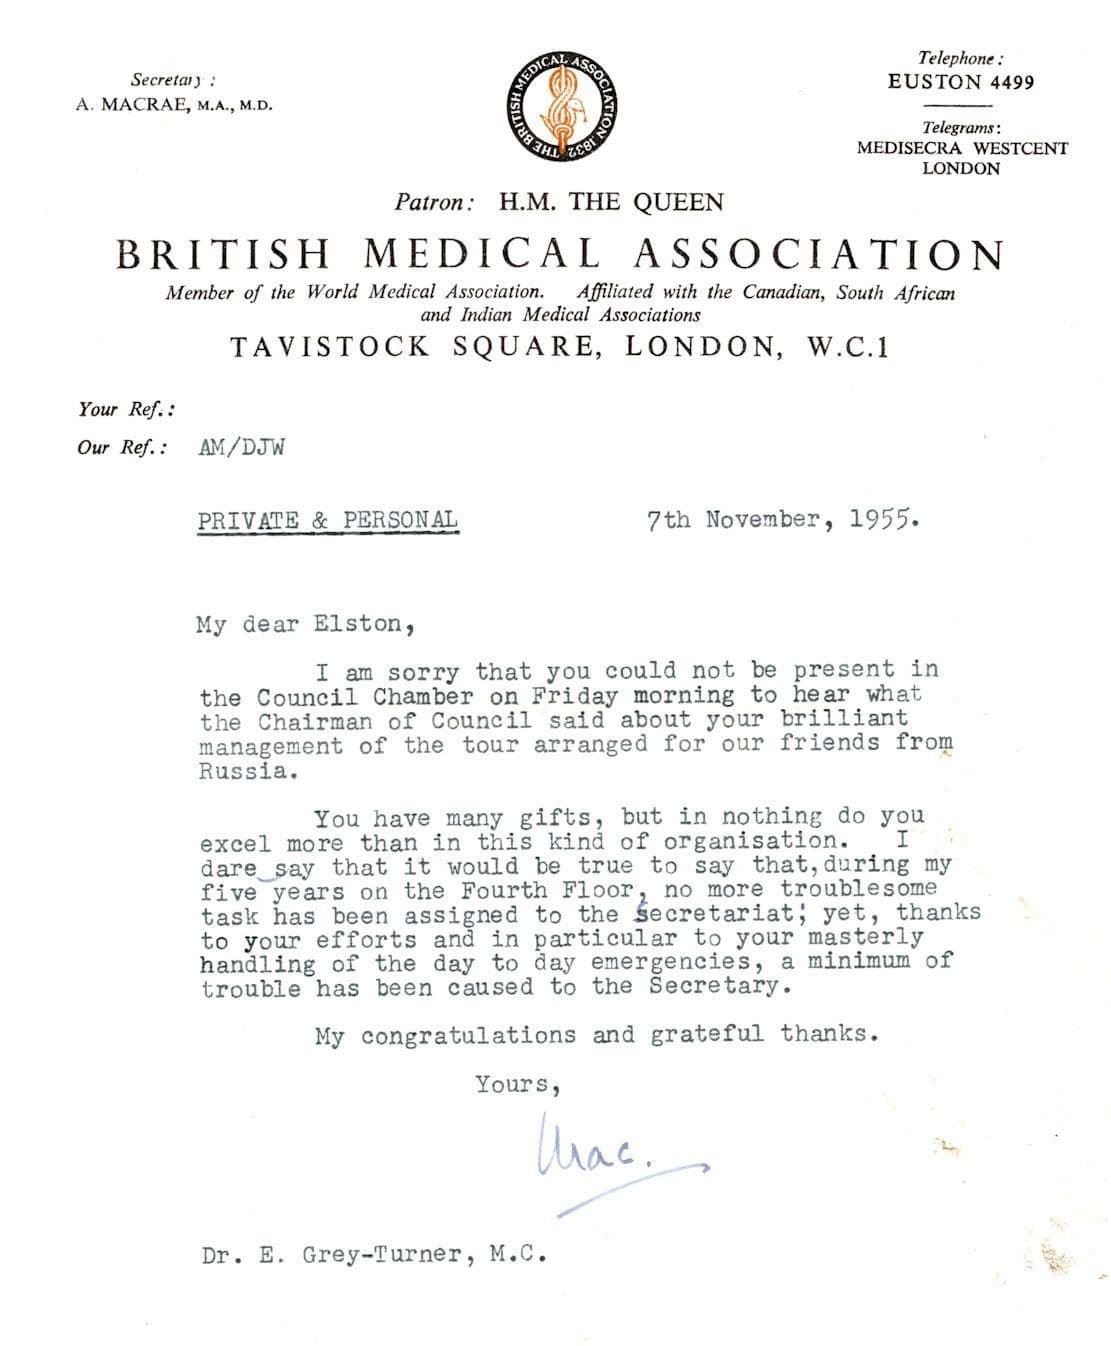 Secretary :
A. MACRAE, M.A., M.D.
THE BRITISH MEDICAL ASSOCIATION 1832
Telephone :
EUSTON 4499
Telegrams :
MEDISECRA WESTCENT
LONDON
Patron: H.M. THE QUEEN
BRITISH MEDICAL ASSOCIATION
Member of the World Medical Association. Affiliated with the Canadian, South African
and Indian Medical Associations
TAVISTOCK SQUARE, LONDON, W.C.1
Your Ref.:
Our Ref.: AM/DJW
PRIVATE & PERSONAL 7th November, 1955.
My dear Elston,
I am sorry that you could not be present in
the Council Chamber on Friday morning to hear what
the Chairman of Council said about your brilliant
management of the tour arranged for our friends from
Russia.
You have many gifts, but in nothing do you
excel more than in this kind of organisation. I
dare say that it would be true to say that, during my
five years on the Fourth Floor, no more troublesome
task has been assigned to the secretariat; yet, thanks
to your efforts and in particular to your masterly
handling of the day to day emergencies, a minimum of
trouble has been caused to the Secretary.
My congratulations and grateful thanks.
Yours,
Mac.
Dr. E. Grey-Turner, M.C.